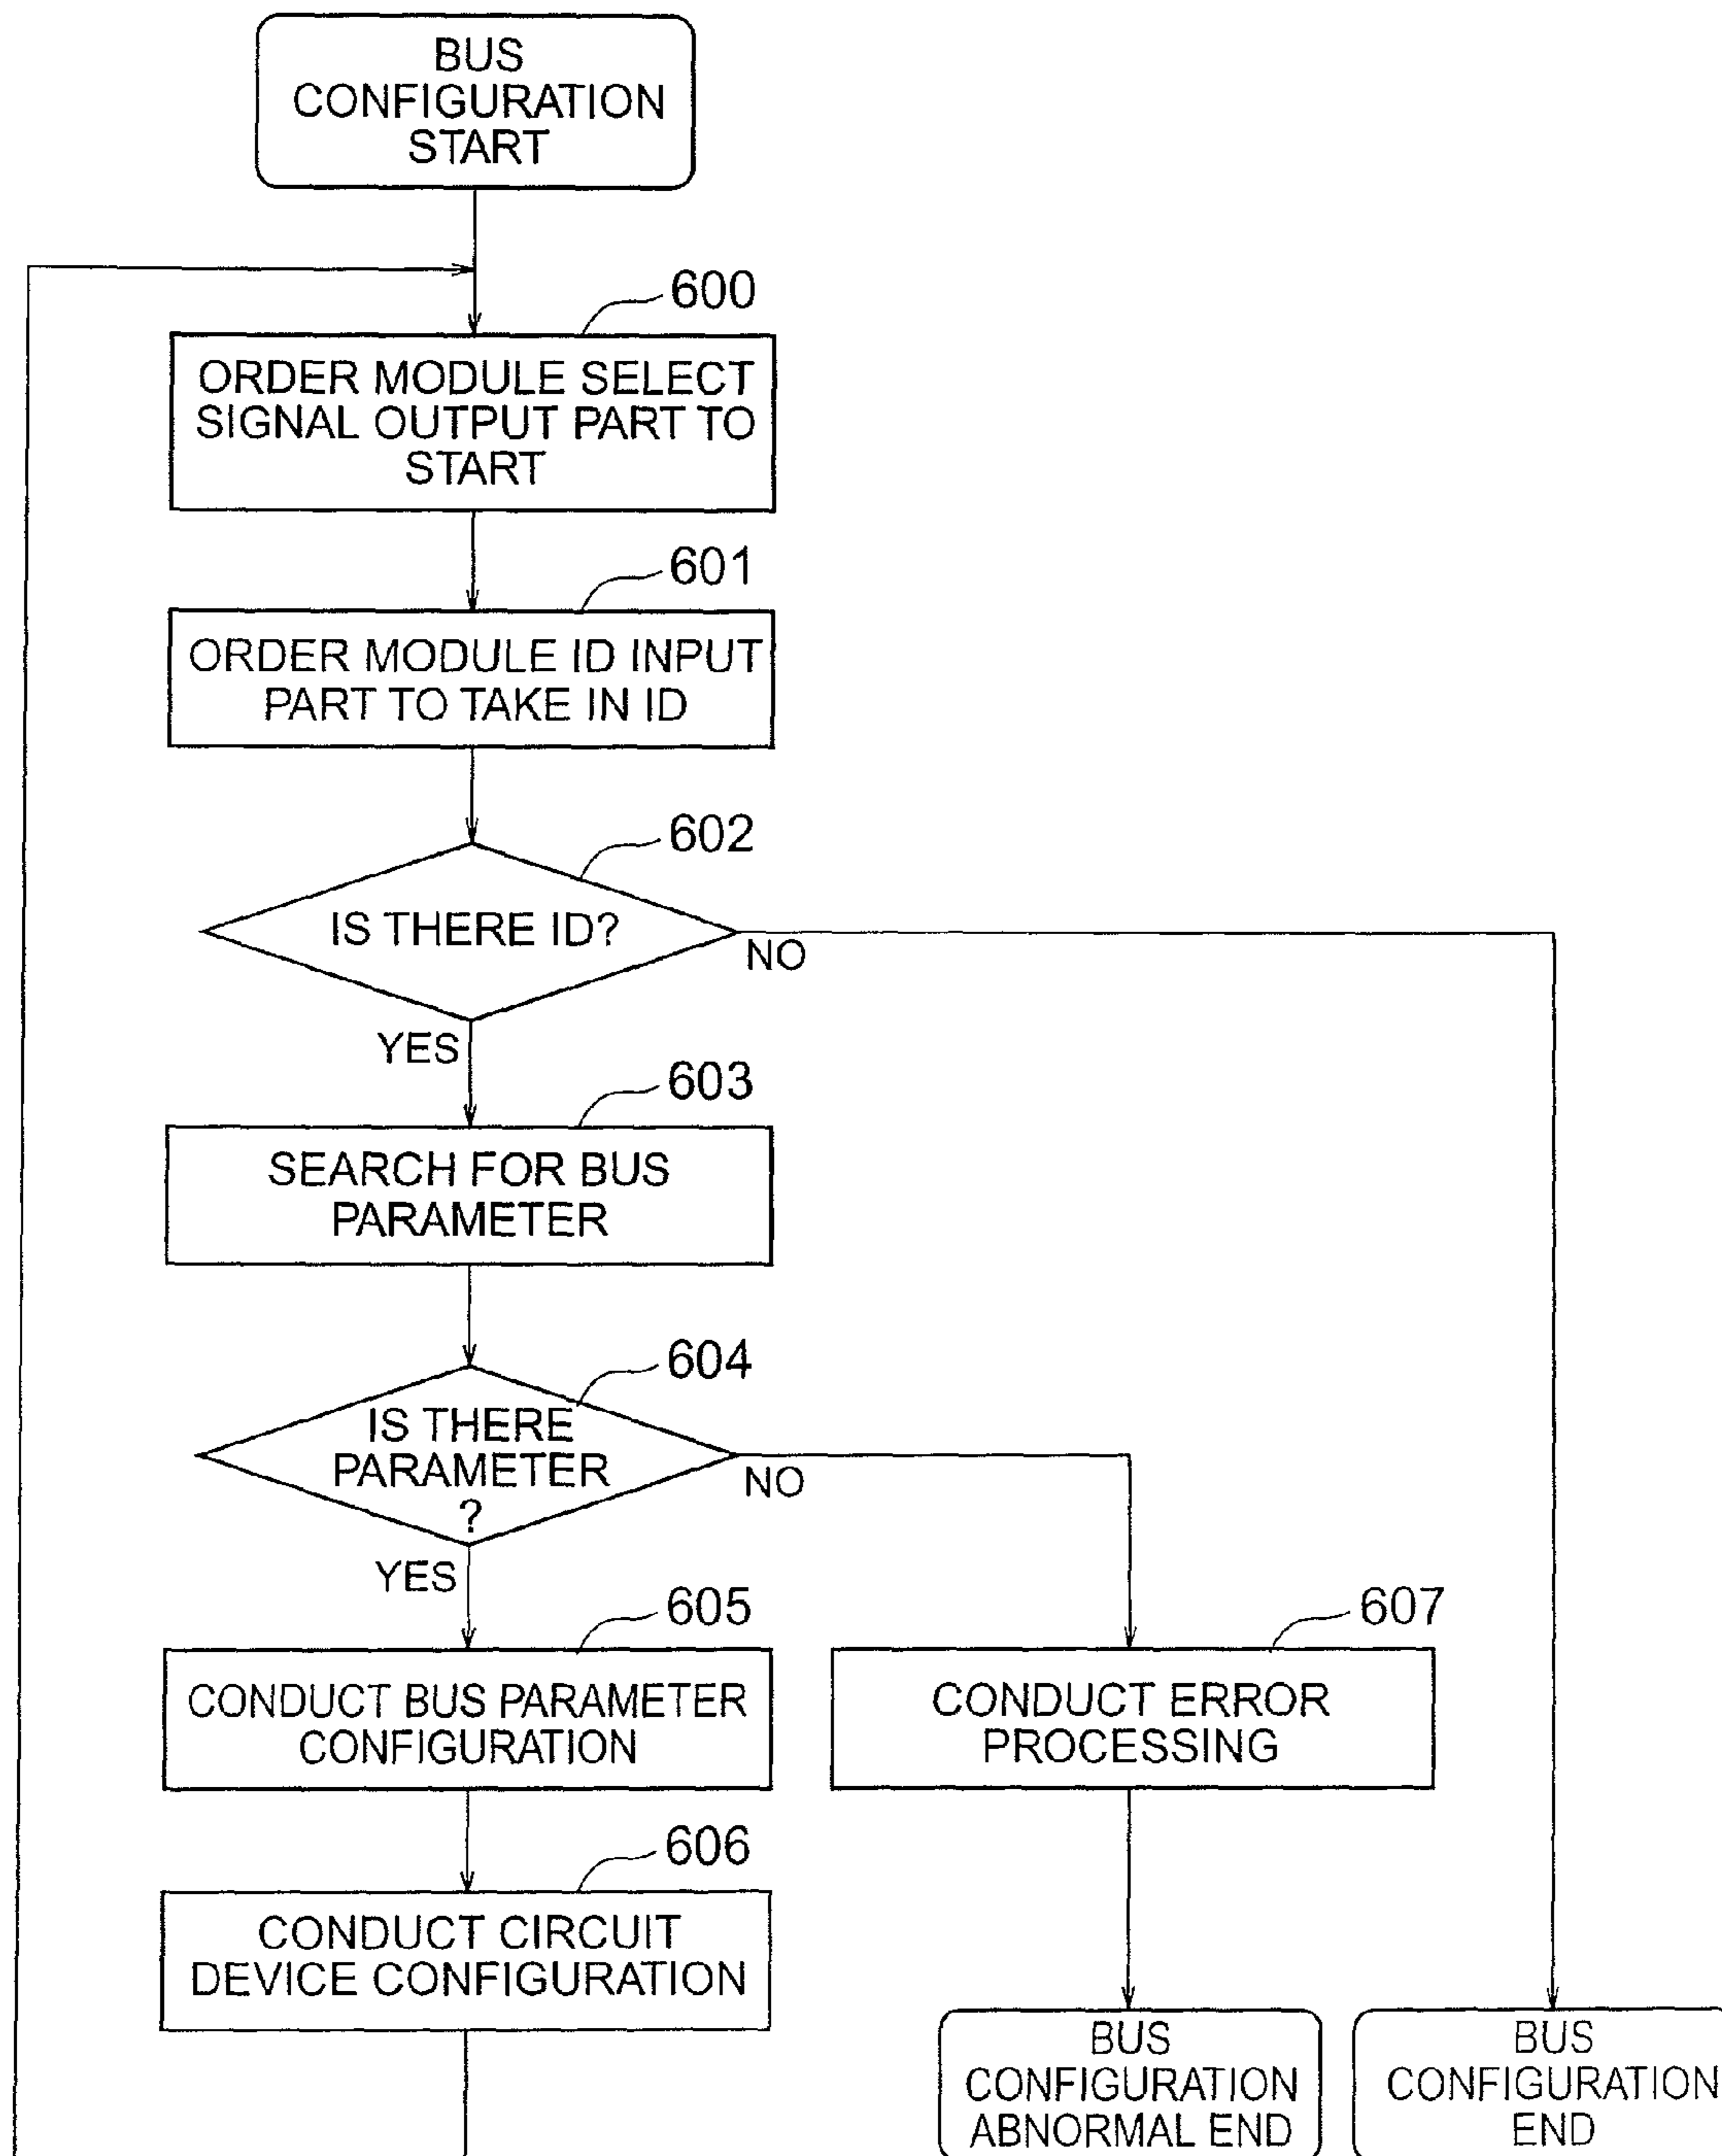 BUS
CONFIGURATION
START
600
ORDER MODULE SELECT
SIGNAL OUTPUT PART TO
START
601
ORDER MODULE ID INPUT
PART TO TAKE IN ID
602
IS THERE ID?
NO
YES
603
SEARCH FOR BUS
PARAMETER
604
IS THERE
PARAMETER
?
NO
YES
605
CONDUCT BUS PARAMETER
CONFIGURATION
607
CONDUCT ERROR
PROCESSING
606
CONDUCT CIRCUIT
DEVICE CONFIGURATION
BUS
CONFIGURATION
ABNORMAL END
BUS
CONFIGURATION
END